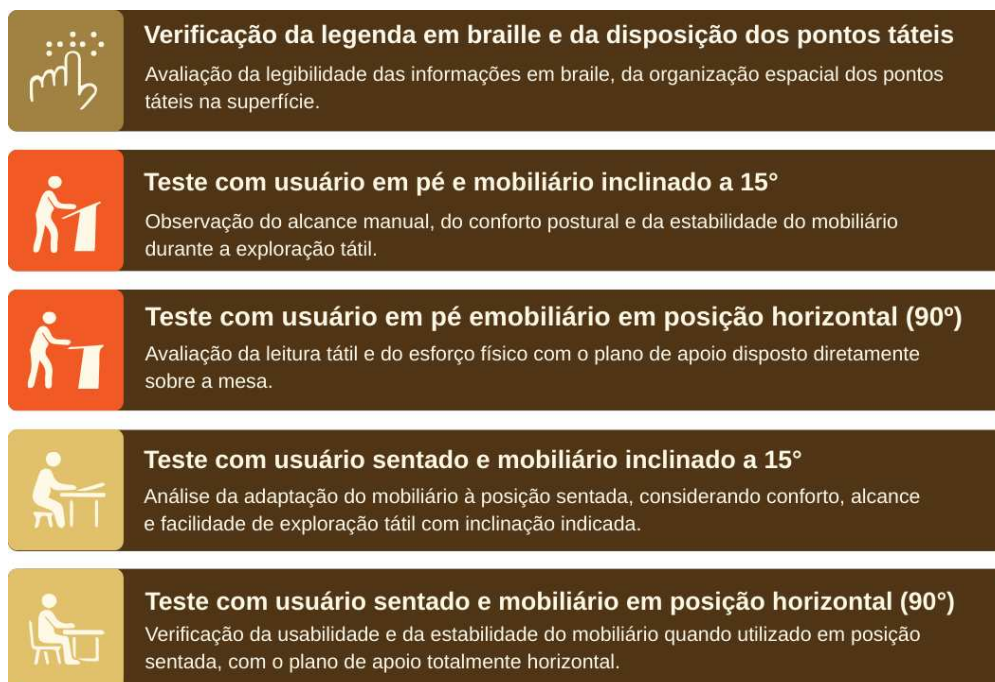 Verificação da legenda em braille e da disposição dos pontos táteis
Avaliação da legibilidade das informações em braile, da organização espacial dos pontos
táteis na superfície.
Teste com usuário em pé e mobiliário inclinado a 15°
Observação do alcance manual, do conforto postural e da estabilidade do mobiliário
durante a exploração tátil.
Teste com usuário em pé emobiliário em posição horizontal (90º)
Avaliação da leitura tátil e do esforço físico com o plano de apoio disposto diretamente
sobre a mesa.
Teste com usuário sentado e mobiliário inclinado a 15°
Análise da adaptação do mobiliário à posição sentada, considerando conforto, alcance
e facilidade de exploração tátil com inclinação indicada.
Teste com usuário sentado e mobiliário em posição horizontal (90°)
Verificação da usabilidade e da estabilidade do mobiliário quando utilizado em posição
sentada, com o plano de apoio totalmente horizontal.